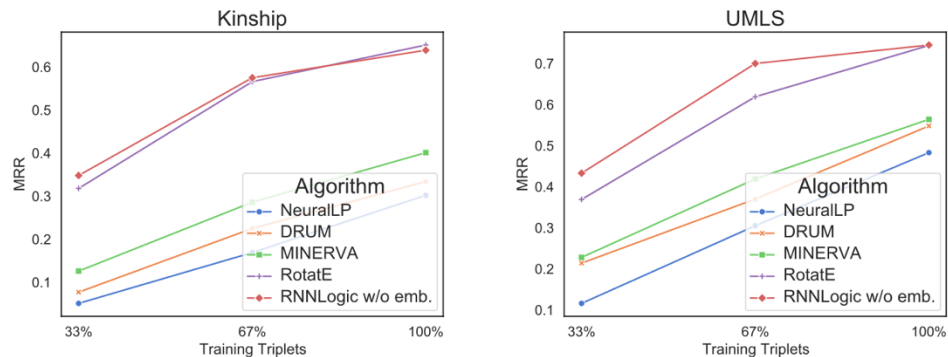 Kinship
MRR
0.6
0.5
0.4
0.3
0.2
0.1
33%
67%
100%
Training Triplets
Algorithm
NeuralLP
DRUM
MINERVA
RotatE
RNNLogic w/o emb.
UMLS
MRR
0.7
0.6
0.5
0.4
0.3
0.2
0.1
33%
67%
100%
Training Triplets
Algorithm
NeuralLP
DRUM
MINERVA
RotatE
RNNLogic w/o emb.